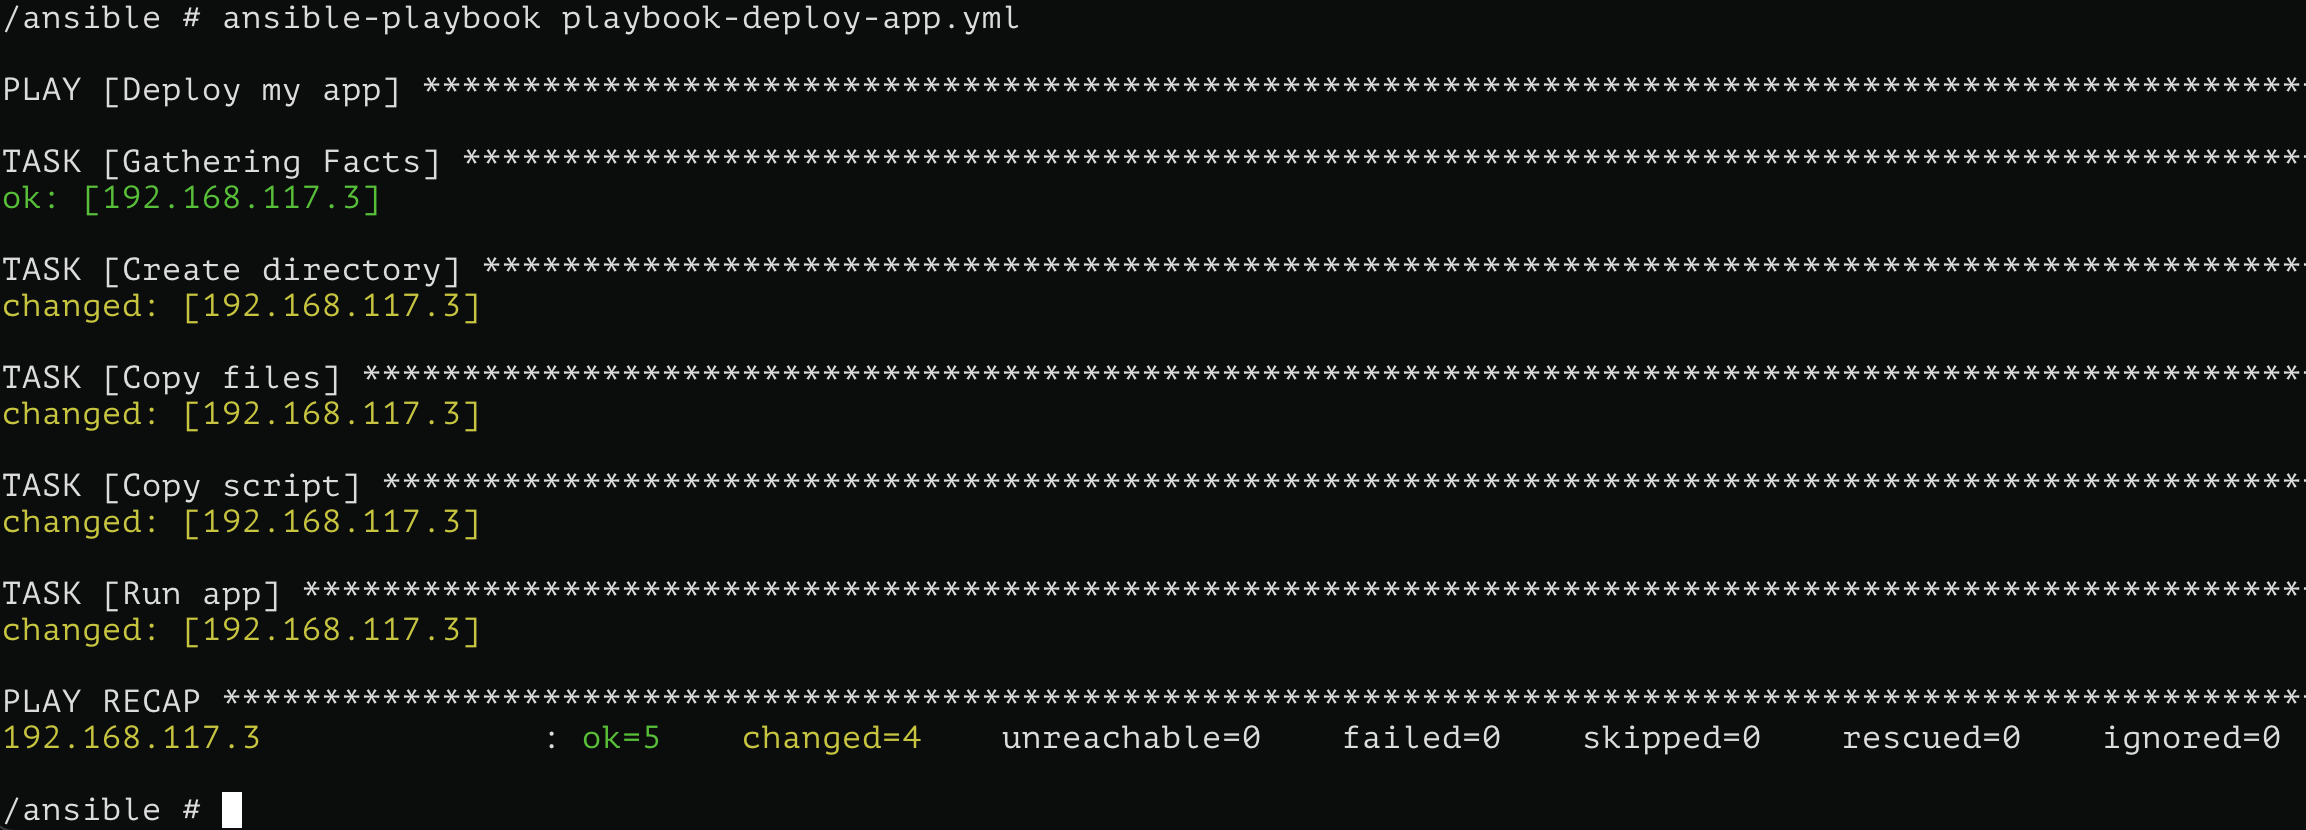 /ansible # ansible-playbook playbook-deploy-app.yml
PLAY [Deploy my app] **********************************************************************************************
TASK [Gathering Facts] ********************************************************************************************
ok: [192.168.117.3]
TASK [Create directory] *******************************************************************************************
changed: [192.168.117.3]
TASK [Copy files] *************************************************************************************************
changed: [192.168.117.3]
TASK [Copy script] ************************************************************************************************
changed: [192.168.117.3]
TASK [Run app] ****************************************************************************************************
changed: [192.168.117.3]
PLAY RECAP ********************************************************************************************************
192.168.117.3              : ok=5    changed=4    unreachable=0    failed=0    skipped=0    rescued=0    ignored=0
/ansible #